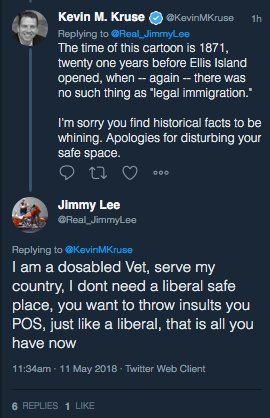 Kevin M. Kruse @KevinMKruse 1h
Replying to @Real_JimmyLee
The time of this cartoon is 1871,
twenty one years before Ellis Island
opened, when -- again -- there was
no such thing as "legal immigration."
I'm sorry you find historical facts to be
whining. Apologies for disturbing your
safe space.
Jimmy Lee
@Real_JimmyLee
Replying to @KevinMKruse
I am a dosabled Vet, serve my
country, I dont need a liberal safe
place, you want to throw insults you
POS, just like a liberal, that is all you
have now
11:34am · 11 May 2018 · Twitter Web Client
6 REPLIES 1 LIKE